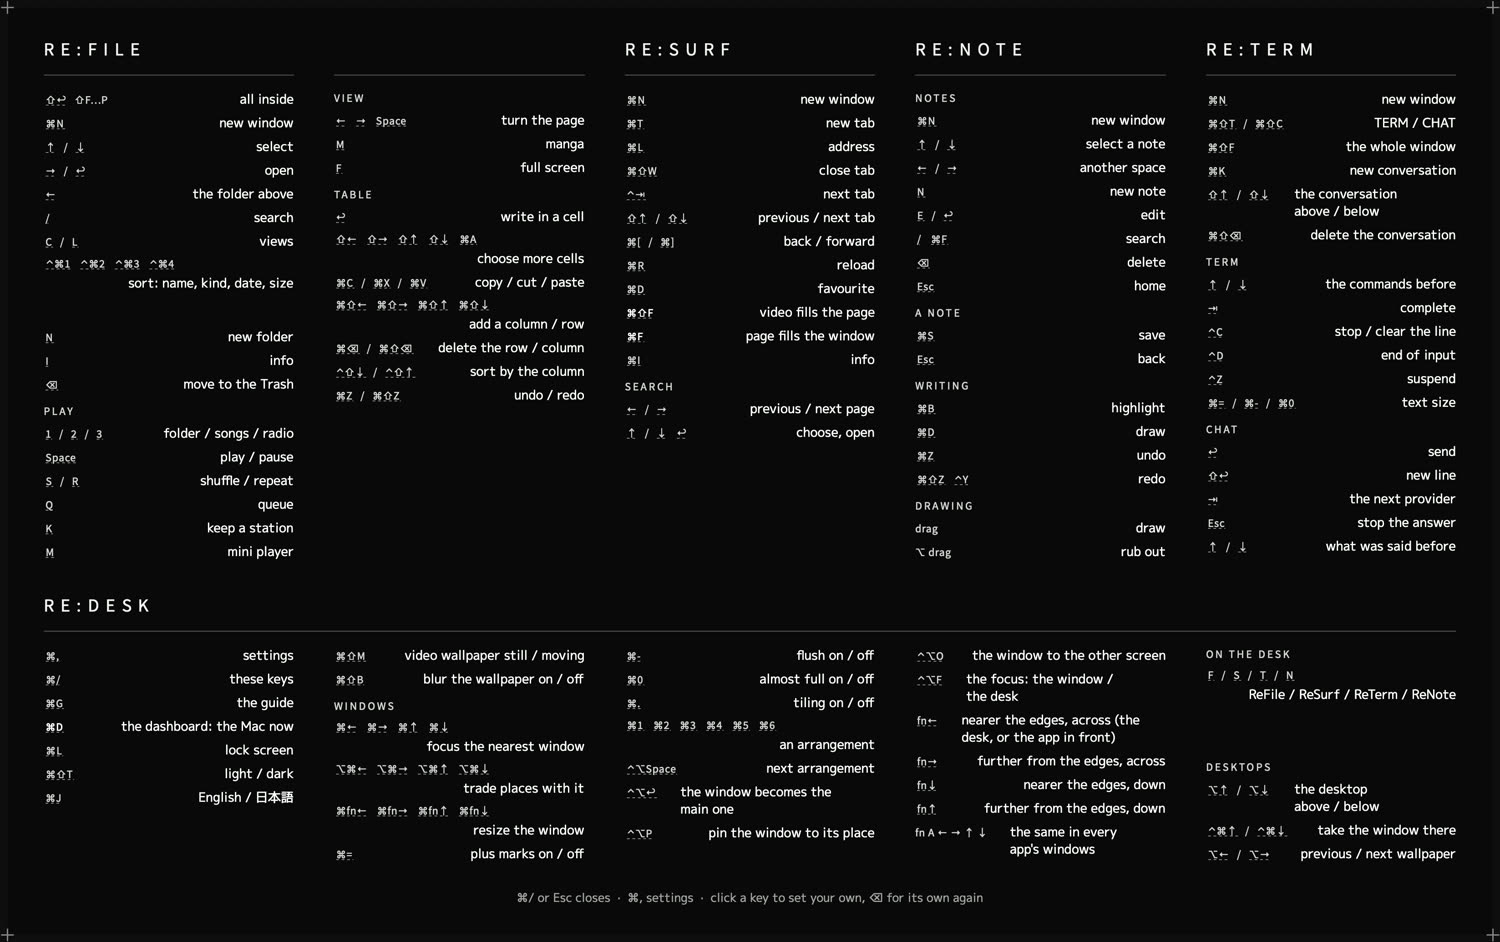 RE:FILE
⇧↩ ⇧F…P all inside
⌘N new window
↑ / ↓ select
→ / ↩ open
← the folder above
/ search
C / L views
^⌘1 ^⌘2 ^⌘3 ^⌘4
sort: name, kind, date, size
N new folder
I info
⌫ move to the Trash
PLAY
1 / 2 / 3 folder / songs / radio
Space play / pause
S / R shuffle / repeat
Q queue
K keep a station
M mini player
VIEW
← → Space turn the page
M manga
F full screen
TABLE
↩ write in a cell
⇧← ⇧→ ⇧↑ ⇧↓ ⌘A
choose more cells
⌘C / ⌘X / ⌘V copy / cut / paste
⌘⇧← ⌘⇧→ ⌘⇧↑ ⌘⇧↓
add a column / row
⌘⌫ / ⌘⇧⌫ delete the row / column
^⇧↓ / ^⇧↑ sort by the column
⌘Z / ⌘⇧Z undo / redo
RE:SURF
⌘N new window
⌘T new tab
⌘L address
⌘⇧W close tab
^⇥ next tab
⇧↑ / ⇧↓ previous / next tab
⌘[ / ⌘] back / forward
⌘R reload
⌘D favourite
⌘⇧F video fills the page
⌘F page fills the window
⌘I info
SEARCH
← / → previous / next page
↑ / ↓ ↩ choose, open
RE:NOTE
NOTES
⌘N new window
↑ / ↓ select a note
← / → another space
N new note
E / ↩ edit
/ ⌘F search
⌫ delete
Esc home
A NOTE
⌘S save
Esc back
WRITING
⌘B highlight
⌘D draw
⌘Z undo
⌘⇧Z ^Y redo
DRAWING
drag draw
⌥ drag rub out
RE:TERM
⌘N new window
⌘⇧T / ⌘⇧C TERM / CHAT
⌘⇧F the whole window
⌘K new conversation
⇧↑ / ⇧↓ the conversation
above / below
⌘⇧⌫ delete the conversation
TERM
↑ / ↓ the commands before
⇥ complete
^C stop / clear the line
^D end of input
^Z suspend
⌘= / ⌘- / ⌘0 text size
CHAT
↩ send
⇧↩ new line
⇥ the next provider
Esc stop the answer
↑ / ↓ what was said before
RE:DESK
⌘, settings
⌘/ these keys
⌘G the guide
⌘D the dashboard: the Mac now
⌘L lock screen
⌘⇧T light / dark
⌘J English / 日本語
⌘⇧M video wallpaper still / moving
⌘⇧B blur the wallpaper on / off
WINDOWS
⌘← ⌘→ ⌘↑ ⌘↓
focus the nearest window
⌥⌘← ⌥⌘→ ⌥⌘↑ ⌥⌘↓
trade places with it
⌘fn← ⌘fn→ ⌘fn↑ ⌘fn↓
resize the window
⌘= plus marks on / off
⌘- flush on / off
⌘0 almost full on / off
⌘. tiling on / off
⌘1 ⌘2 ⌘3 ⌘4 ⌘5 ⌘6
an arrangement
^⌥Space next arrangement
^⌥↩ the window becomes the
main one
^⌥P pin the window to its place
^⌥O the window to the other screen
^⌥F the focus: the window /
the desk
fn← nearer the edges, across (the
desk, or the app in front)
fn→ further from the edges, across
fn↓ nearer the edges, down
fn↑ further from the edges, down
fn A ← → ↑ ↓ the same in every
app's windows
ON THE DESK
F / S / T / N
ReFile / ReSurf / ReTerm / ReNote
DESKTOPS
⌥↑ / ⌥↓ the desktop
above / below
^⌘↑ / ^⌘↓ take the window there
⌥← / ⌥→ previous / next wallpaper
⌘/ or Esc closes · ⌘, settings · click a key to set your own, ⌫ for its own again